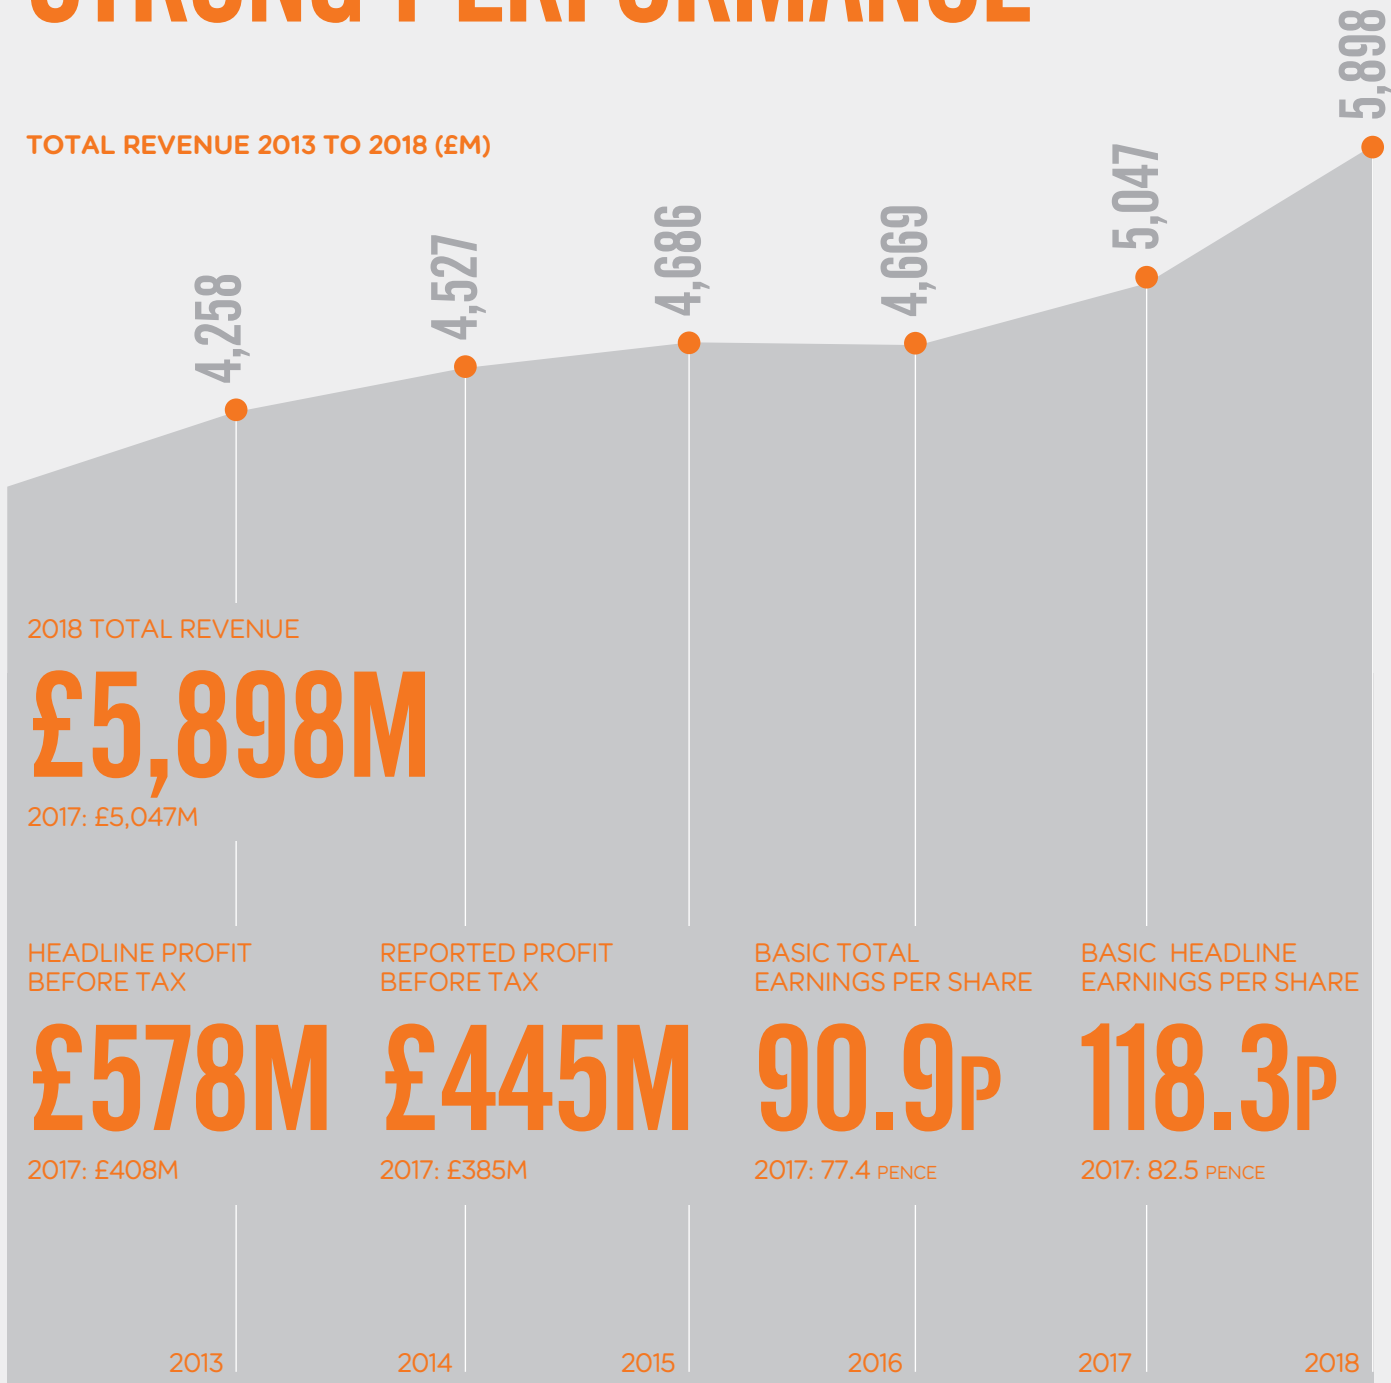 STRONG PERFORMANCE
TOTAL REVENUE 2013 TO 2018 (£M)
4,258
4,527
4,686
4,669
5,047
5,898
2018 TOTAL REVENUE
£5,898M
2017: £5,047M
HEADLINE PROFIT
BEFORE TAX
£578M
2017: £408M
REPORTED PROFIT
BEFORE TAX
£445M
2017: £385M
BASIC TOTAL
EARNINGS PER SHARE
90.9P
2017: 77.4 PENCE
BASIC HEADLINE
EARNINGS PER SHARE
118.3P
2017: 82.5 PENCE
2013
2014
2015
2016
2017
2018